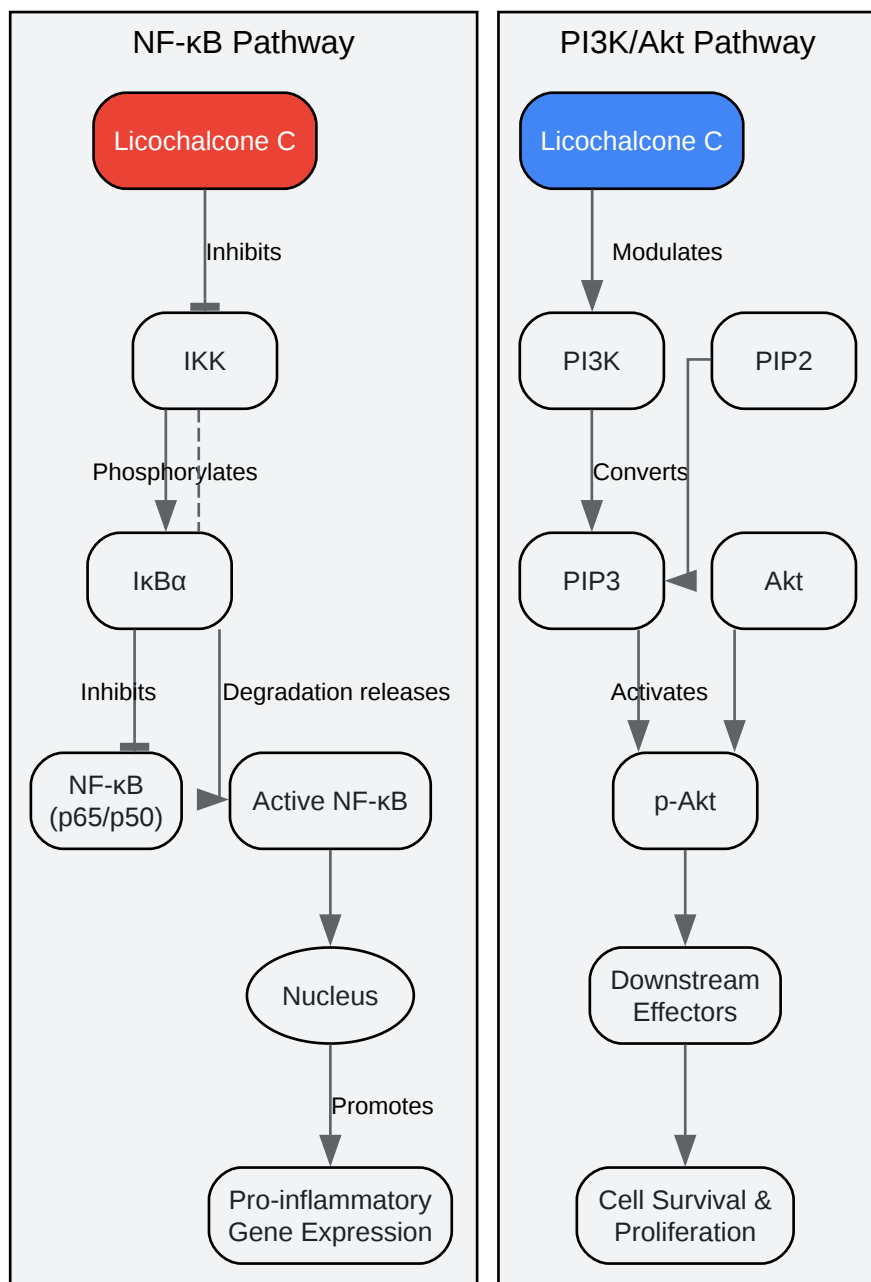 NF-κB Pathway
Licochalcone C
Inhibits
IKK
Phosphorylates
IκBα
Inhibits
Degradation releases
NF-κB
(p65/p50)
Active NF-κB
Nucleus
Promotes
Pro-inflammatory
Gene Expression
PI3K/Akt Pathway
Licochalcone C
Modulates
PI3K
PIP2
Converts
PIP3
Akt
Activates
p-Akt
Downstream
Effectors
Cell Survival &
Proliferation